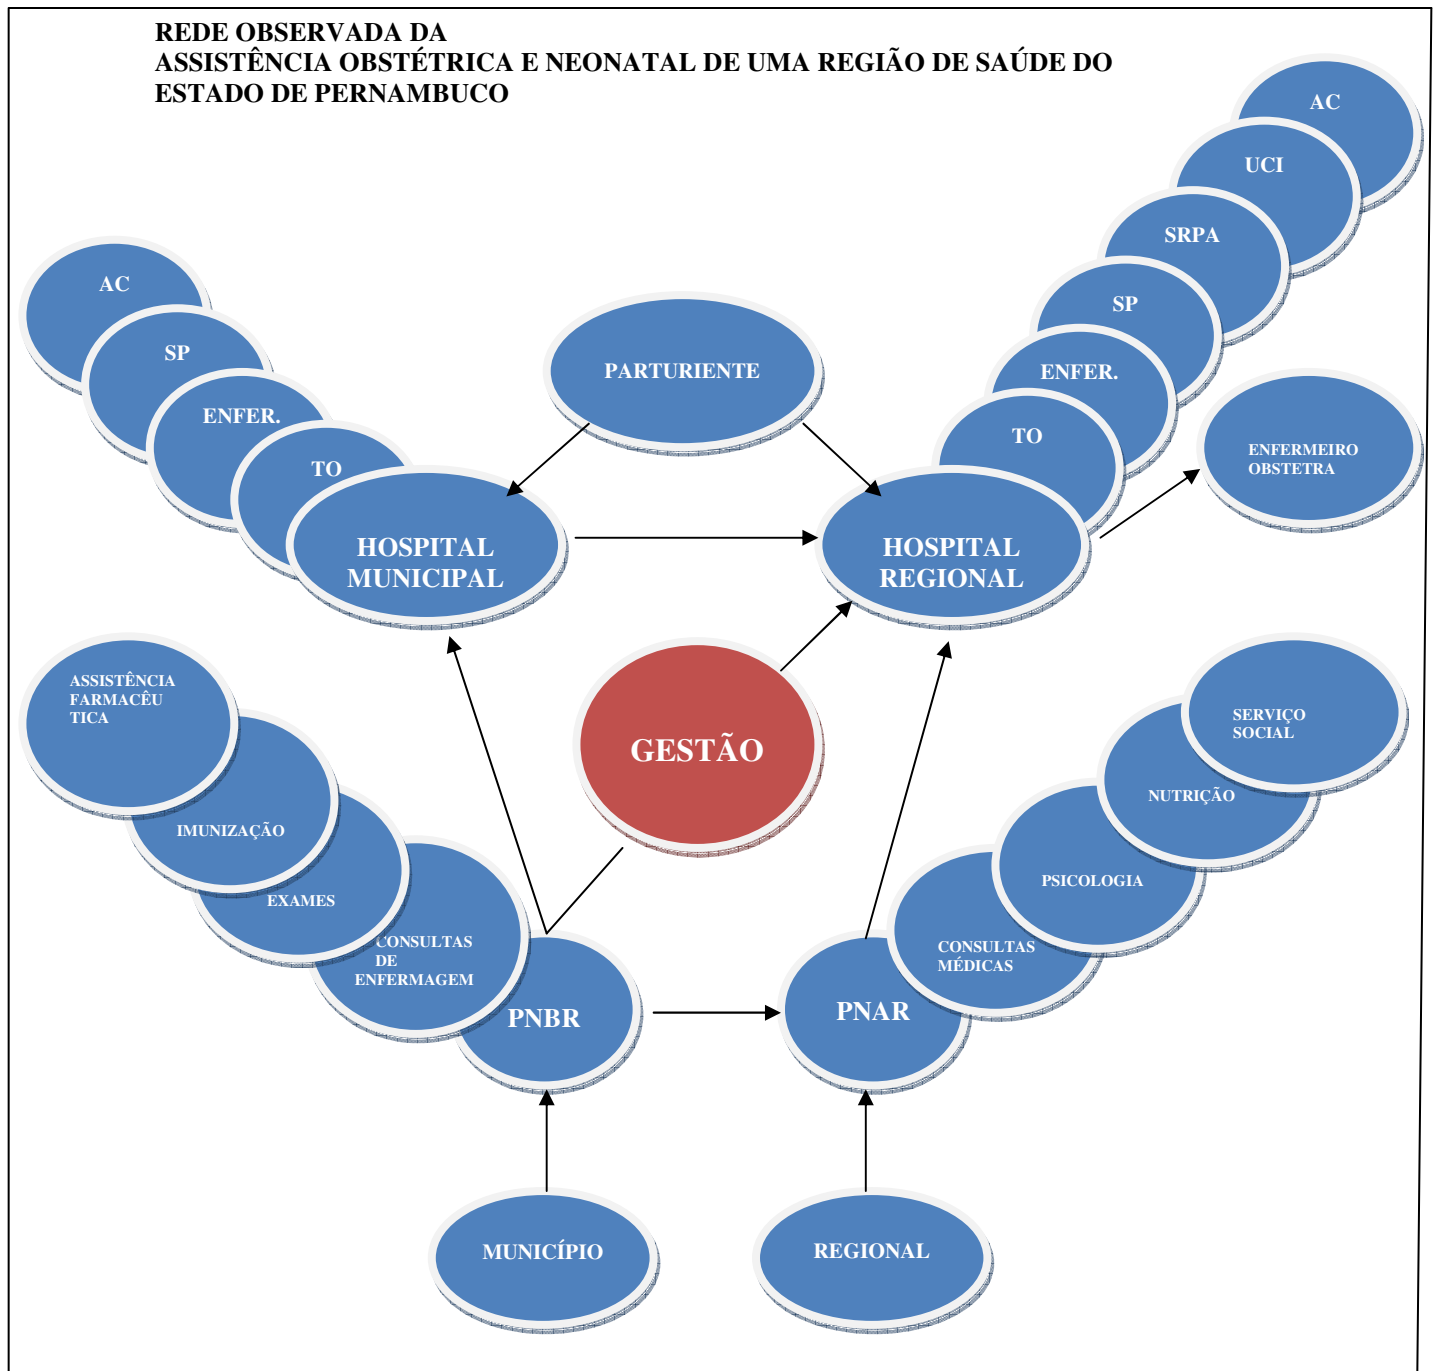 REDE OBSERVADA DA
ASSISTÊNCIA OBSTÉTRICA E NEONATAL DE UMA REGIÃO DE SAÚDE DO
ESTADO DE PERNAMBUCO
AC
UCI
SRPA
SP
ENFER.
TO
AC
SP
ENFER.
TO
PARTURIENTE
ENFERMEIRO
OBSTETRA
HOSPITAL
MUNICIPAL
HOSPITAL
REGIONAL
ASSISTÊNCIA
FARMACÊU
TICA
IMUNIZAÇÃO
EXAMES
CONSULTAS
DE
ENFERMAGEM
GESTÃO
SERVIÇO
SOCIAL
NUTRIÇÃO
PSICOLOGIA
CONSULTAS
MÉDICAS
PNBR
PNAR
MUNICÍPIO
REGIONAL